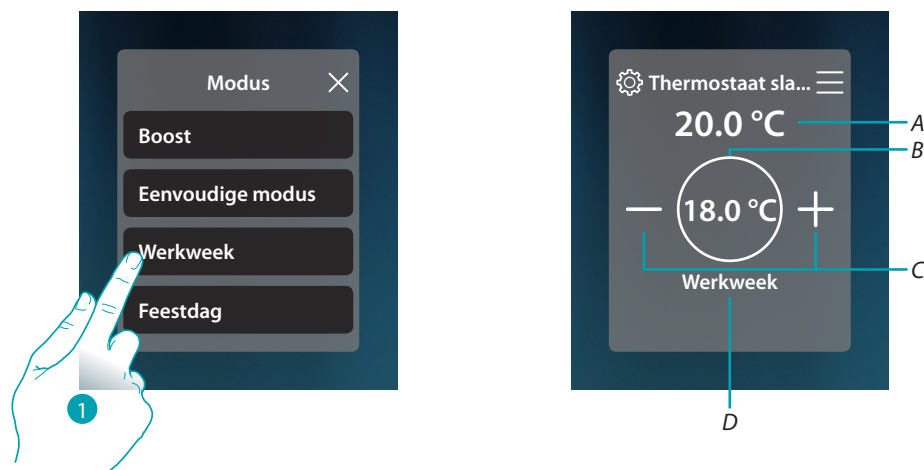 Modus
Boost
Eenvoudige modus
Werkweek
Feestdag
1
Thermostaat sla...
20.0 °C
A
B
18.0 °C
C
Werkweek
D